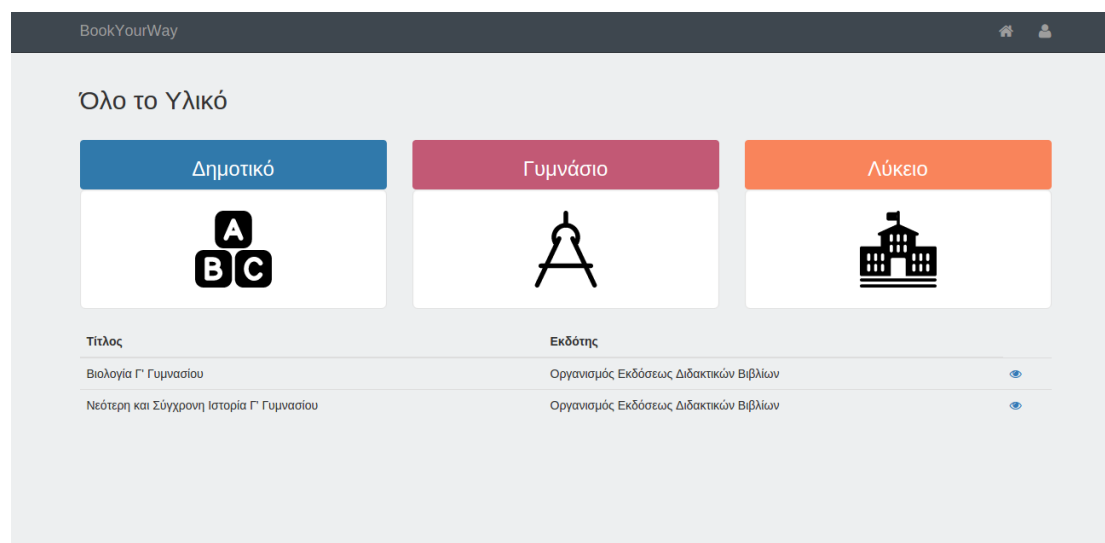 BookYourWay
Όλο το Υλικό
Δημοτικό Γυμνάσιο Λύκειο
A
B C
Τίτλος Εκδότης
Βιολογία Γ' Γυμνασίου Οργανισμός Εκδόσεως Διδακτικών Βιβλίων
Νεότερη και Σύγχρονη Ιστορία Γ' Γυμνασίου Οργανισμός Εκδόσεως Διδακτικών Βιβλίων